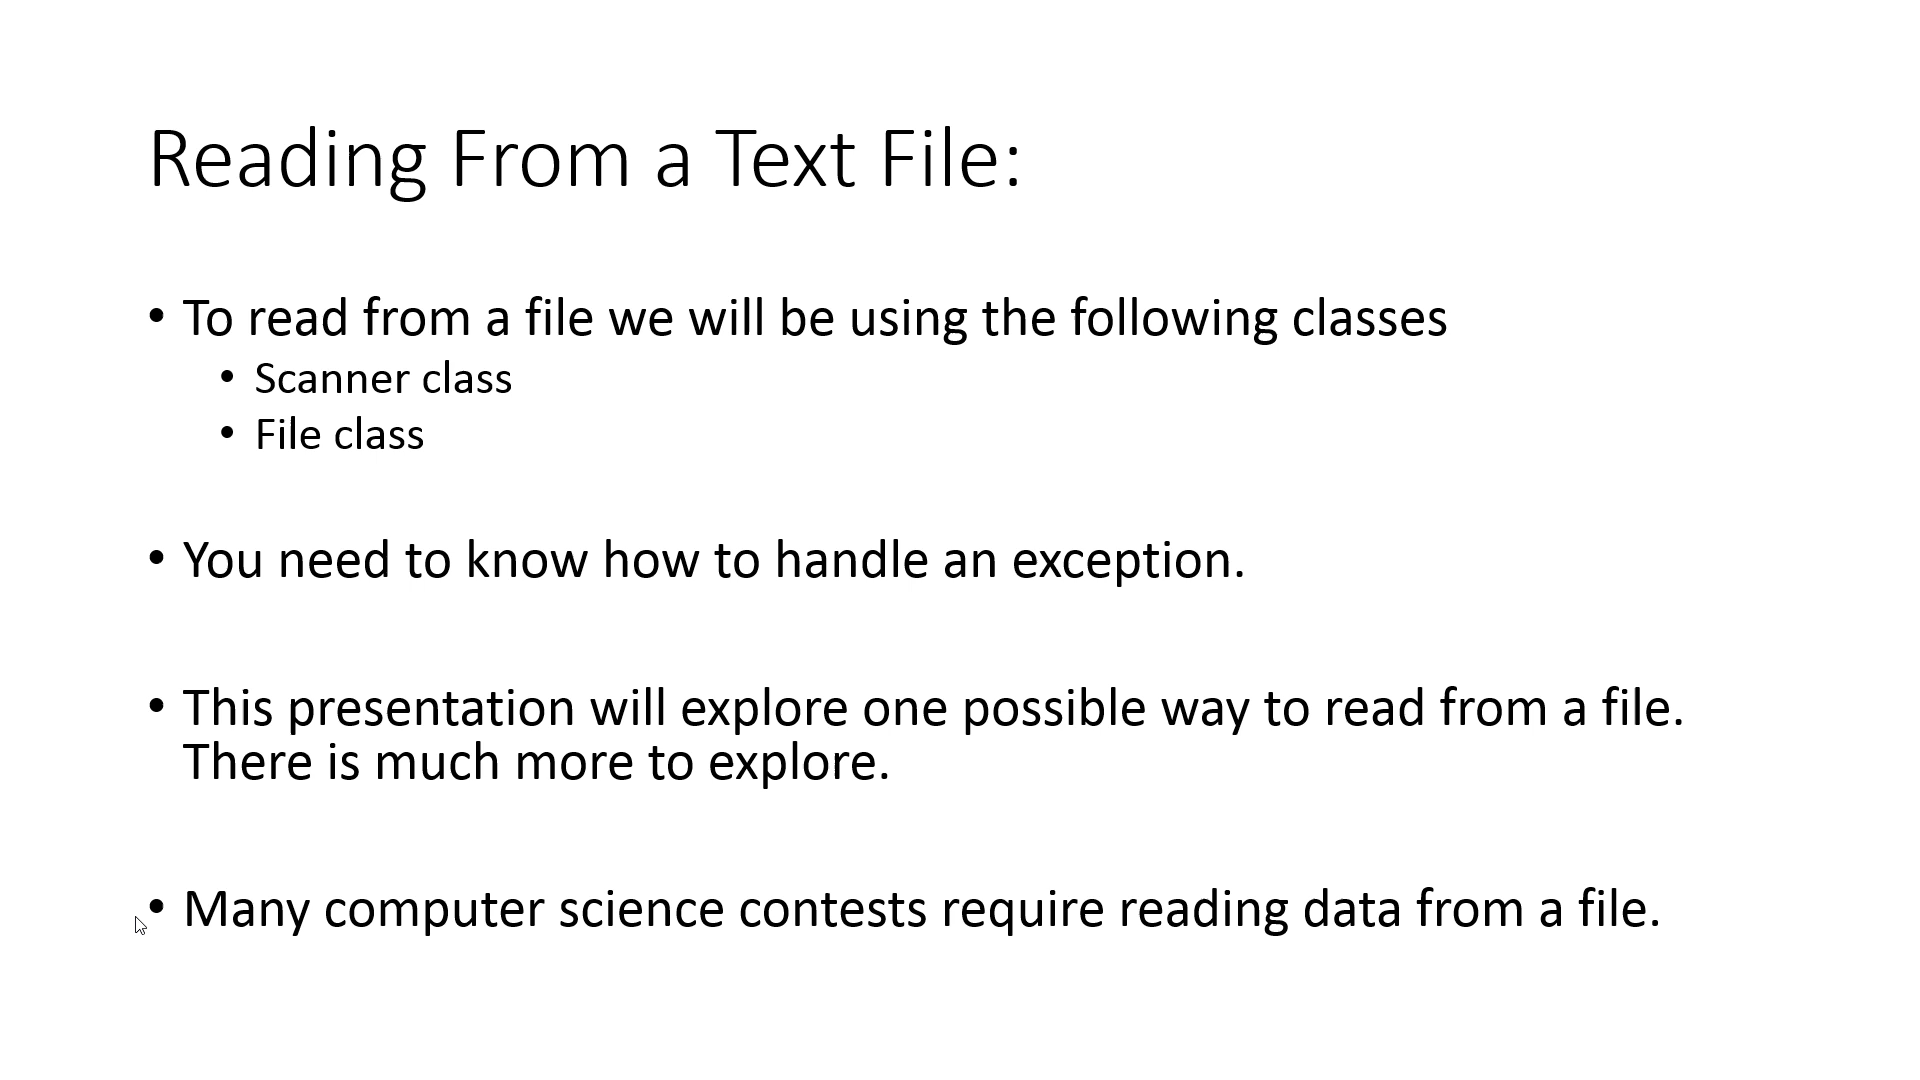 Reading From a Text File:
• To read from a file we will be using the following classes
• Scanner class
• File class
• You need to know how to handle an exception.
• This presentation will explore one possible way to read from a file.
There is much more to explore.
• Many computer science contests require reading data from a file.